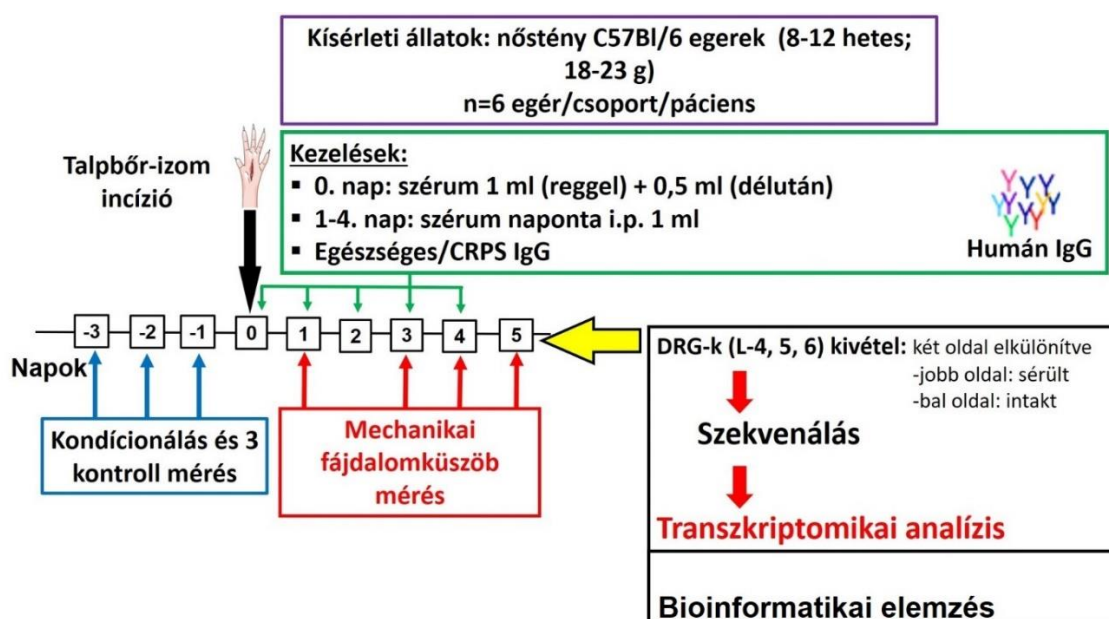 Kísérleti állatok: nőstény C57Bl/6 egerek (8-12 hetes;
18-23 g)
n=6 egér/csoport/páciens
Talpbőr-izom
incízió
Kezelések:
▪ 0. nap: szérum 1 ml (reggel) + 0,5 ml (délután)
▪ 1-4. nap: szérum naponta i.p. 1 ml
▪ Egészséges/CRPS IgG
Humán IgG
-3 -2 -1 0 1 2 3 4 5
Napok
Kondícionálás és 3
kontroll mérés
Mechanikai
fájdalomküszöb
mérés
DRG-k (L-4, 5, 6) kivétel: két oldal elkülönítve
-jobb oldal: sérült
-bal oldal: intakt
Szekvenálás
Transzkriptomikai analízis
Bioinformatikai elemzés